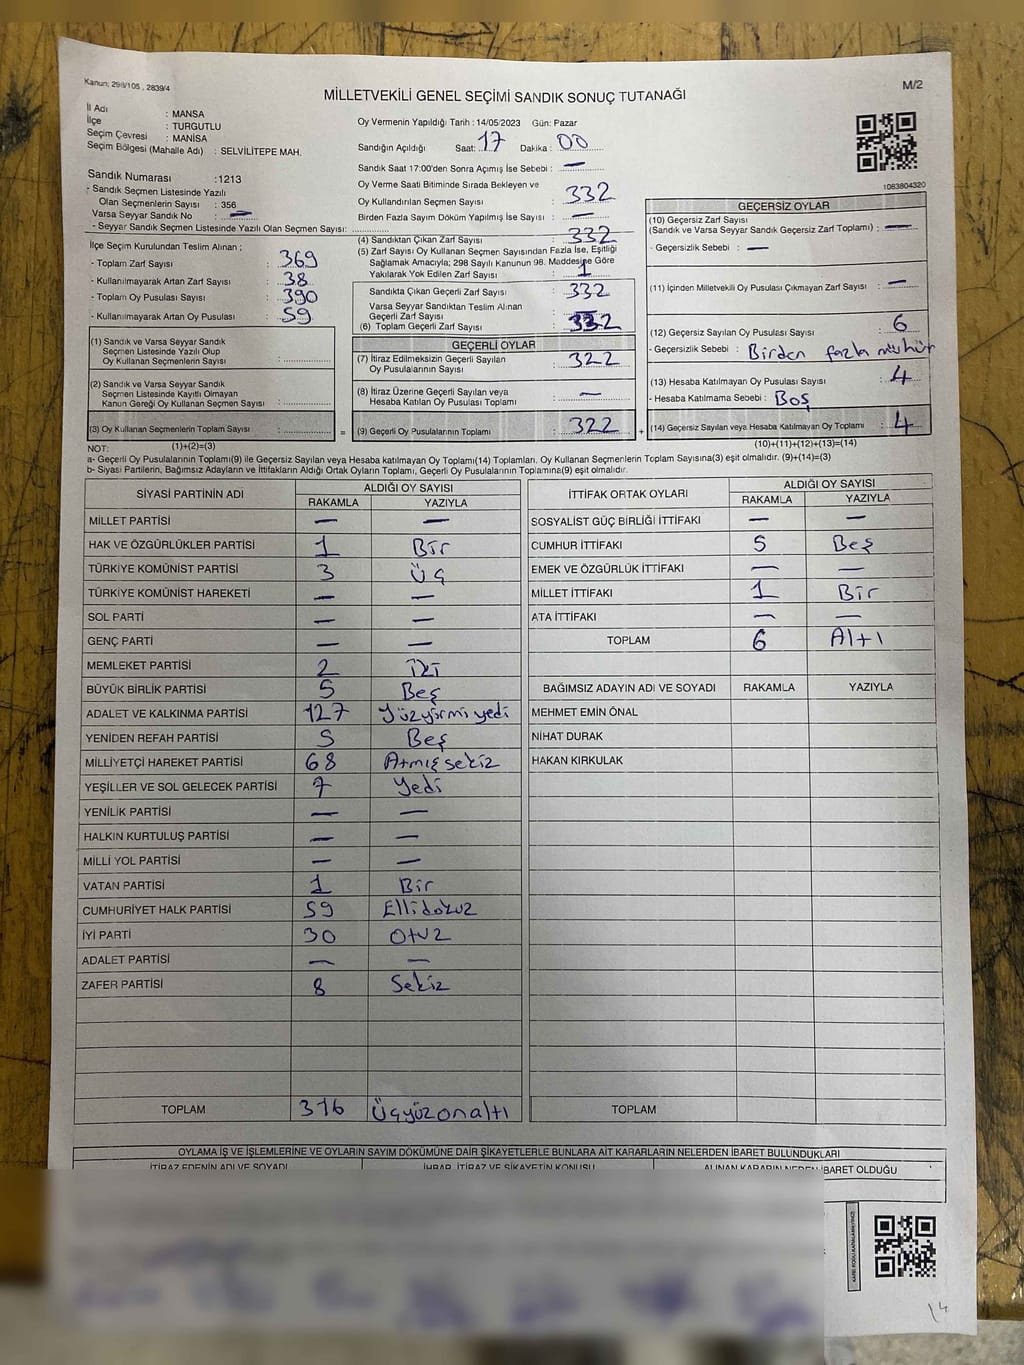 Kanun: 298/105 , 2839/4
M/2
MİLLETVEKİLİ GENEL SEÇİMİ SANDIK SONUÇ TUTANAĞI
İl Adı : MANSA
İlçe : TURGUTLU
Seçim Çevresi : MANİSA
Seçim Bölgesi (Mahalle Adı) : SELVİLİTEPE MAH.
Sandık Numarası :1213
- Sandık Seçmen Listesinde Yazılı
Olan Seçmenlerin Sayısı : 356
Varsa Seyyar Sandık No : —
- Seyyar Sandık Seçmen Listesinde Yazılı Olan Seçmen Sayısı:
İlçe Seçim Kurulundan Teslim Alınan ;
- Toplam Zarf Sayısı : 369
- Kullanılmayarak Artan Zarf Sayısı : 38
- Toplam Oy Pusulası Sayısı : 390
- Kullanılmayarak Artan Oy Pusulası : 59
(1) Sandık ve Varsa Seyyar Sandık
Seçmen Listesinde Yazılı Olup
Oy Kullanan Seçmenlerin Sayısı :
(2) Sandık ve Varsa Seyyar Sandık
Seçmen Listesinde Kayıtlı Olmayan
Kanun Gereği Oy Kullanan Seçmen Sayısı :
(3) Oy Kullanan Seçmenlerin Toplam Sayısı :
Oy Vermenin Yapıldığı Tarih : 14/05/2023 Gün: Pazar
Sandığın Açıldığı Saat: 17 Dakika : 00
Sandık Saat 17:00'den Sonra Açımış İse Sebebi : —
Oy Verme Saati Bitiminde Sırada Bekleyen ve
Oy Kullandırılan Seçmen Sayısı : 332
Birden Fazla Sayım Döküm Yapılmış İse Sayısı : —
(4) Sandıktan Çıkan Zarf Sayısı : 332
(5) Zarf Sayısı Oy Kullanan Seçmen Sayısından Fazla İse, Eşitliği
Sağlamak Amacıyla; 298 Sayılı Kanunun 98. Maddesine Göre
Yakılarak Yok Edilen Zarf Sayısı : 1
Sandıkta Çıkan Geçerli Zarf Sayısı : 332
Varsa Seyyar Sandıktan Teslim Alınan
Geçerli Zarf Sayısı : —
(6) Toplam Geçerli Zarf Sayısı : 332
GEÇERLİ OYLAR
(7) İtiraz Edilmeksizin Geçerli Sayılan
Oy Pusulalarının Sayısı : 322
(8) İtiraz Üzerine Geçerli Sayılan veya
Hesaba Katılan Oy Pusulası Toplamı : —
= (9) Geçerli Oy Pusulalarının Toplamı : 322 +
1083804320
GEÇERSİZ OYLAR
(10) Geçersiz Zarf Sayısı
(Sandık ve Varsa Seyyar Sandık Geçersiz Zarf Toplamı) : —
- Geçersizlik Sebebi : —
(11) İçinden Milletvekili Oy Pusulası Çıkmayan Zarf Sayısı : —
(12) Geçersiz Sayılan Oy Pusulası Sayısı : 6
- Geçersizlik Sebebi : Birden fazla mühür
(13) Hesaba Katılmayan Oy Pusulası Sayısı : 4
- Hesaba Katılmama Sebebi : Boş
(14) Geçersiz Sayılan veya Hesaba Katılmayan Oy Toplamı : 4
NOT: (1)+(2)=(3) (10)+(11)+(12)+(13)=(14)
a- Geçerli Oy Pusulalarının Toplamı(9) ile Geçersiz Sayılan veya Hesaba katılmayan Oy Toplamı(14) Toplamları, Oy Kullanan Seçmenlerin Toplam Sayısına(3) eşit olmalıdır. (9)+(14)=(3)
b- Siyasi Partilerin, Bağımsız Adayların ve İttifakların Aldığı Ortak Oyların Toplamı, Geçerli Oy Pusulalarının Toplamına(9) eşit olmalıdır.
SİYASİ PARTİNİN ADI ALDIĞI OY SAYISI
RAKAMLA YAZIYLA
MİLLET PARTİSİ — —
HAK VE ÖZGÜRLÜKLER PARTİSİ 1 Bir
TÜRKİYE KOMÜNİST PARTİSİ 3 Üç
TÜRKİYE KOMÜNİST HAREKETİ — —
SOL PARTİ — —
GENÇ PARTİ — —
MEMLEKET PARTİSİ 2 İki
BÜYÜK BİRLİK PARTİSİ 5 Beş
ADALET VE KALKINMA PARTİSİ 127 Yüzyirmiyedi
YENİDEN REFAH PARTİSİ 5 Beş
MİLLİYETÇİ HAREKET PARTİSİ 68 Atmışsekiz
YEŞİLLER VE SOL GELECEK PARTİSİ 7 Yedi
YENİLİK PARTİSİ — —
HALKIN KURTULUŞ PARTİSİ — —
MİLLİ YOL PARTİSİ — —
VATAN PARTİSİ 1 Bir
CUMHURİYET HALK PARTİSİ 59 Ellidokuz
İYİ PARTİ 30 Otuz
ADALET PARTİSİ — —
ZAFER PARTİSİ 8 Sekiz
TOPLAM 316 Üçyüzonaltı
İTTİFAK ORTAK OYLARI ALDIĞI OY SAYISI
RAKAMLA YAZIYLA
SOSYALİST GÜÇ BİRLİĞİ İTTİFAKI — —
CUMHUR İTTİFAKI 5 Beş
EMEK VE ÖZGÜRLÜK İTTİFAKI — —
MİLLET İTTİFAKI 1 Bir
ATA İTTİFAKI — —
TOPLAM 6 Altı
BAĞIMSIZ ADAYIN ADI VE SOYADI RAKAMLA YAZIYLA
MEHMET EMİN ÖNAL
NİHAT DURAK
HAKAN KIRKULAK
TOPLAM
OYLAMA İŞ VE İŞLEMLERİNE VE OYLARIN SAYIM DÖKÜMÜNE DAİR ŞİKAYETLERLE BUNLARA AİT KARARLARIN NELERDEN İBARET BULUNDUKLARI
İTİRAZ EDENİN ADI VE SOYADI İHBAR, İTİRAZ VE ŞİKAYETİN KONUSU ALINAN KARARIN NEDEN İBARET OLDUĞU